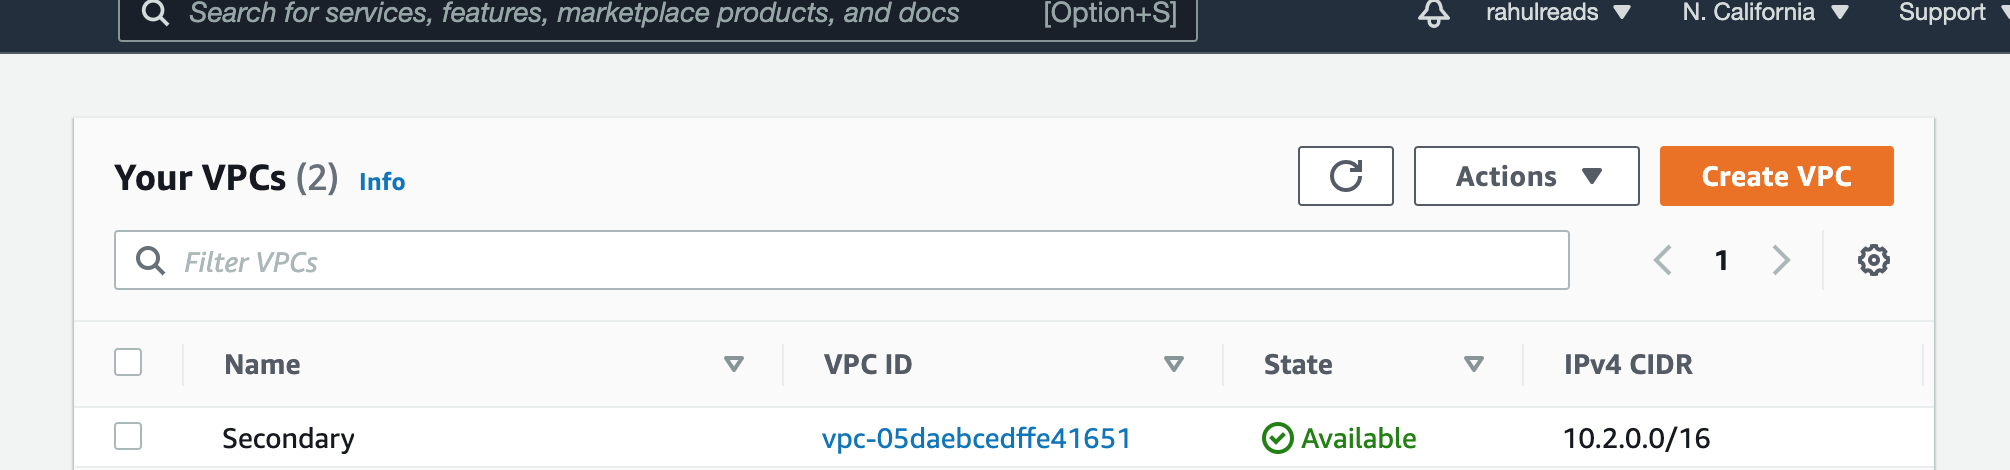 Search for services, features, marketplace products, and docs [Option+S] rahulreads N. California Support
Your VPCs (2) Info Actions Create VPC
Filter VPCs 1
Name VPC ID State IPv4 CIDR
Secondary vpc-05daebcedffe41651 Available 10.2.0.0/16